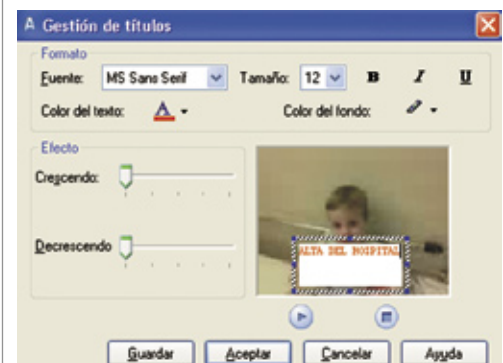 A Gestión de títulos
Formato
Fuente: MS Sans Serif Tamaño: 12 B I U
Color del texto: A Color del fondo:
Efecto
Crescendo:
Decrescendo
ALTA DEL HOSPITAL
Guardar Aceptar Cancelar Ayuda